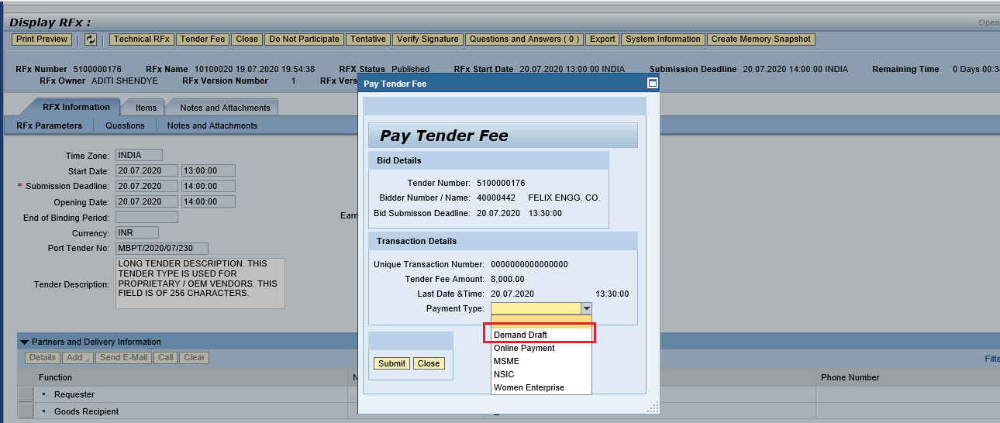 Display RFx :
Open
Print Preview Technical RFx Tender Fee Close Do Not Participate Tentative Verify Signature Questions and Answers ( 0 ) Export System Information Create Memory Snapshot
RFx Number 5100000176 RFx Name 10100020 19.07.2020 19:54:38 RFX Status Published RFx Start Date 20.07.2020 13:00:00 INDIA Submission Deadline 20.07.2020 14:00:00 INDIA Remaining Time 0 Days 00:38
RFx Owner ADITI SHENDYE RFx Version Number 1 RFx Vers
RFX Information Items Notes and Attachments
RFx Parameters Questions Notes and Attachments
Time Zone: INDIA
Start Date: 20.07.2020 13:00:00
* Submission Deadline: 20.07.2020 14:00:00
Opening Date: 20.07.2020 14:00:00
End of Binding Period:
Earn
Currency: INR
Port Tender No: MBPT/2020/07/230
Tender Description: LONG TENDER DESCRIPTION. THIS
TENDER TYPE IS USED FOR
PROPRIETARY / OEM VENDORS. THIS
FIELD IS OF 256 CHARACTERS.
Pay Tender Fee
Pay Tender Fee
Bid Details
Tender Number: 5100000176
Bidder Number / Name: 40000442 FELIX ENGG. CO.
Bid Submisson Deadline: 20.07.2020 13:30:00
Transaction Details
Unique Transaction Number: 0000000000000000
Tender Fee Amount: 8,000.00
Last Date &Time: 20.07.2020 13:30:00
Payment Type:
Demand Draft
Online Payment
MSME
NSIC
Women Enterprise
Submit Close
Partners and Delivery Information
Details Add Send E-Mail Call Clear
Filte
Function N Phone Number
Requester
Goods Recipient